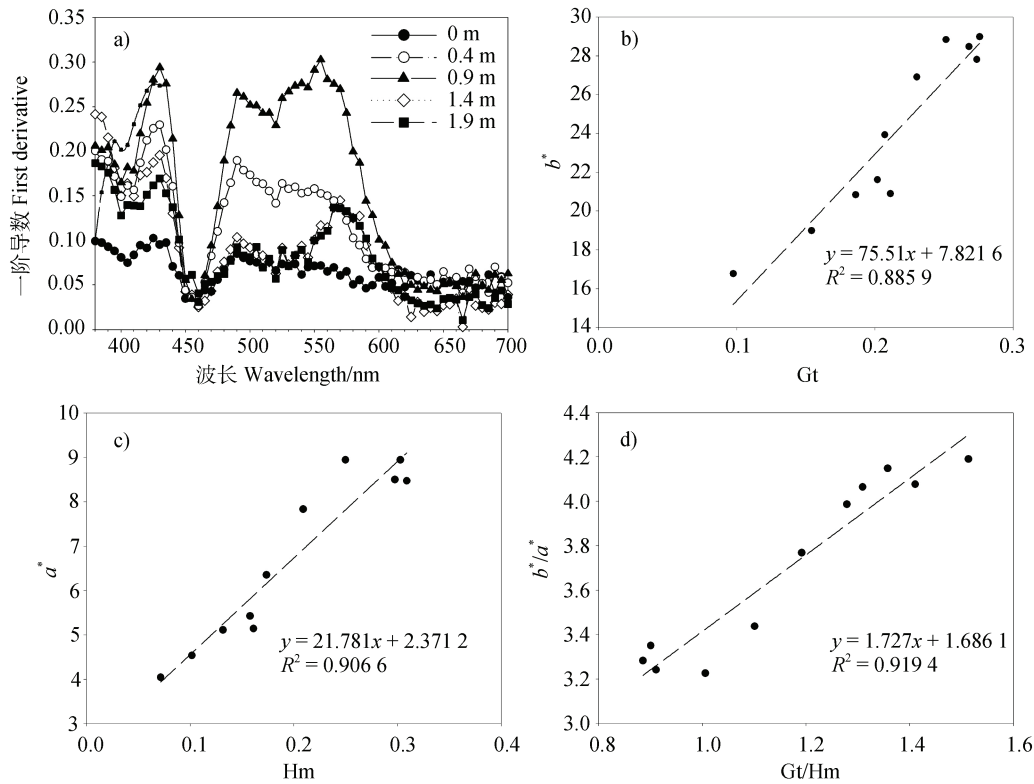 a)
0 m
0.4 m
0.9 m
1.4 m
1.9 m
一阶导数 First derivative
0.35
0.30
0.25
0.20
0.15
0.10
0.05
0.00
400 450 500 550 600 650 700
波长 Wavelength/nm
b)
b*
30
28
26
24
22
20
18
16
14
y = 75.51x + 7.821 6
R² = 0.885 9
0.0 0.1 0.2 0.3
Gt
c)
a*
10
9
8
7
6
5
4
3
y = 21.781x + 2.371 2
R² = 0.906 6
0.0 0.1 0.2 0.3 0.4
Hm
d)
b*/a*
4.4
4.2
4.0
3.8
3.6
3.4
3.2
3.0
y = 1.727x + 1.686 1
R² = 0.919 4
0.8 1.0 1.2 1.4 1.6
Gt/Hm